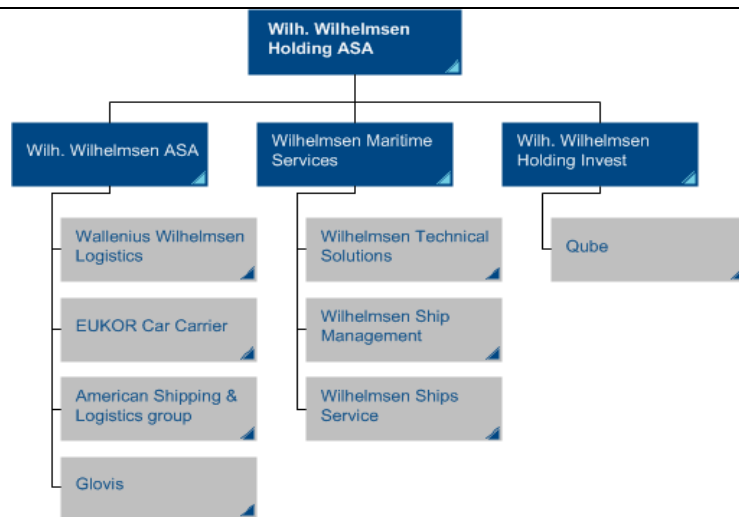 Wilh. Wilhelmsen
Holding ASA
Wilh. Wilhelmsen ASA
Wilhelmsen Maritime
Services
Wilh. Wilhelmsen
Holding Invest
Wallenius Wilhelmsen
Logistics
EUKOR Car Carrier
American Shipping &
Logistics group
Glovis
Wilhelmsen Technical
Solutions
Wilhelmsen Ship
Management
Wilhelmsen Ships
Service
Qube